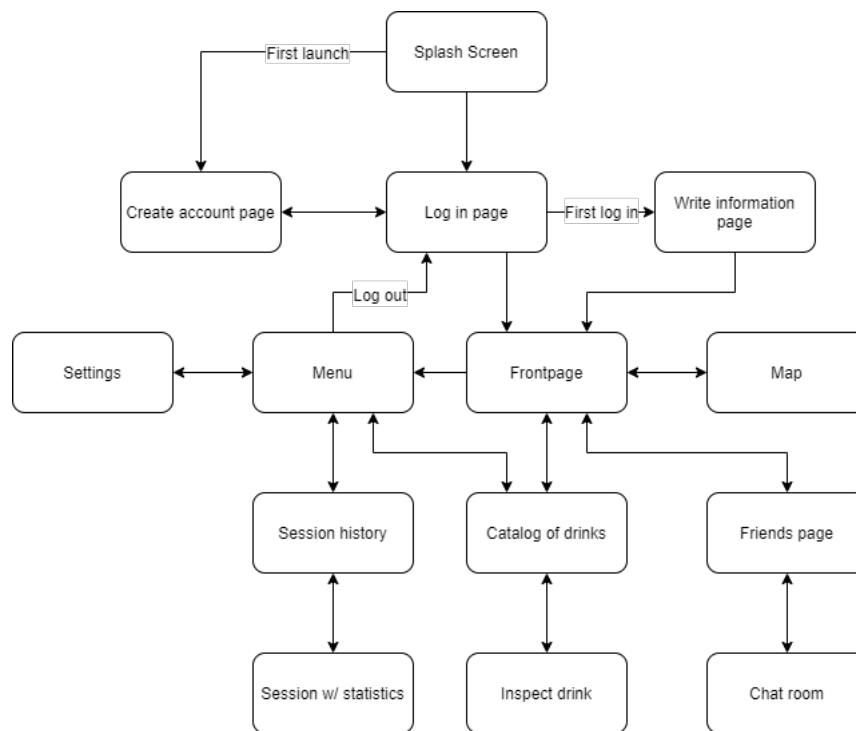 First launch
Splash Screen
Create account page
Log in page
First log in
Write information
page
Log out
Settings
Menu
Frontpage
Map
Session history
Catalog of drinks
Friends page
Session w/ statistics
Inspect drink
Chat room